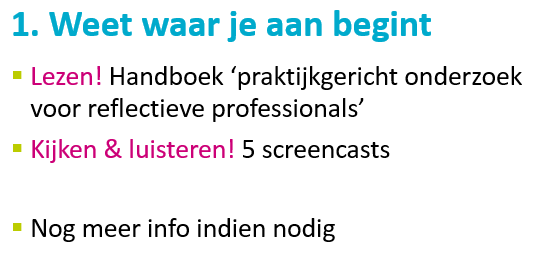 1. Weet waar je aan begint
Lezen! Handboek ‘praktijkgericht onderzoek
voor reflectieve professionals’
Kijken & luisteren! 5 screencasts
Nog meer info indien nodig